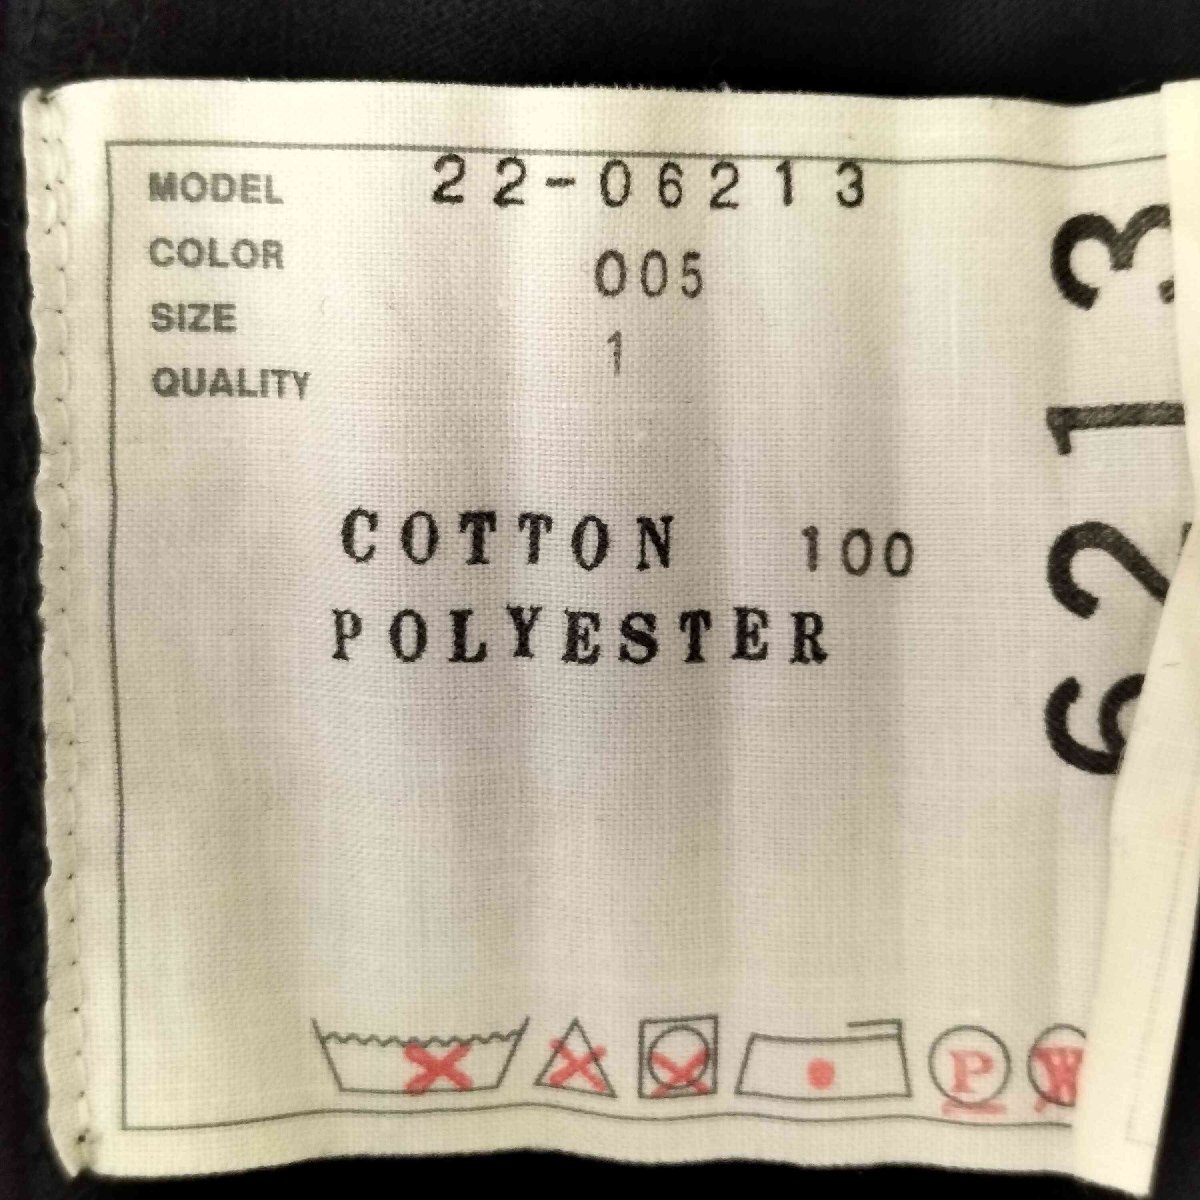 MODEL 22-06213
COLOR 005
SIZE 1
QUALITY
COTTON 100
POLYESTER
6213
P
W